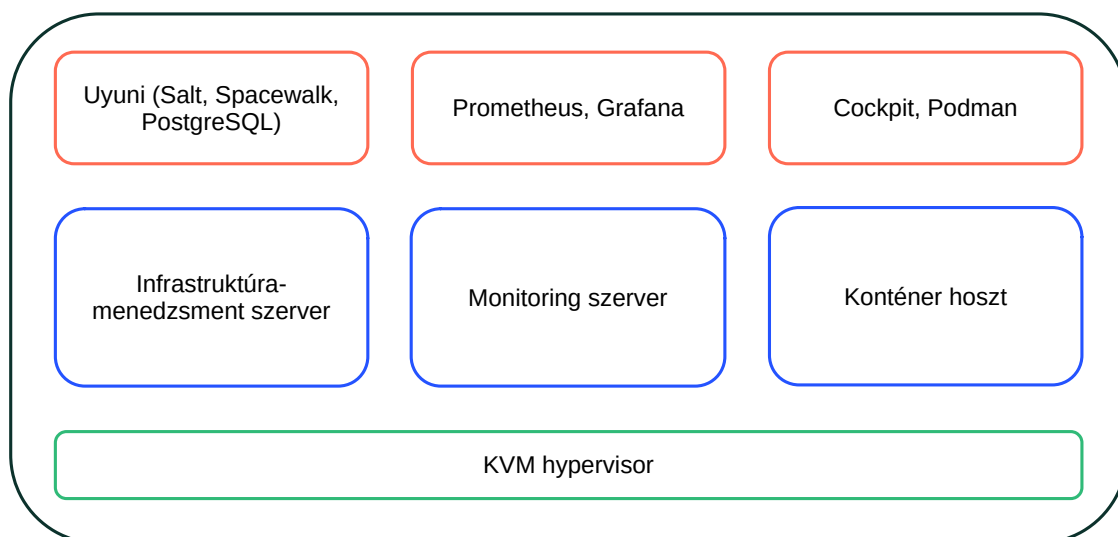 Uyuni (Salt, Spacewalk,
PostgreSQL)
Prometheus, Grafana
Cockpit, Podman
Infrastruktúra-
menedzsment szerver
Monitoring szerver
Konténer hoszt
KVM hypervisor